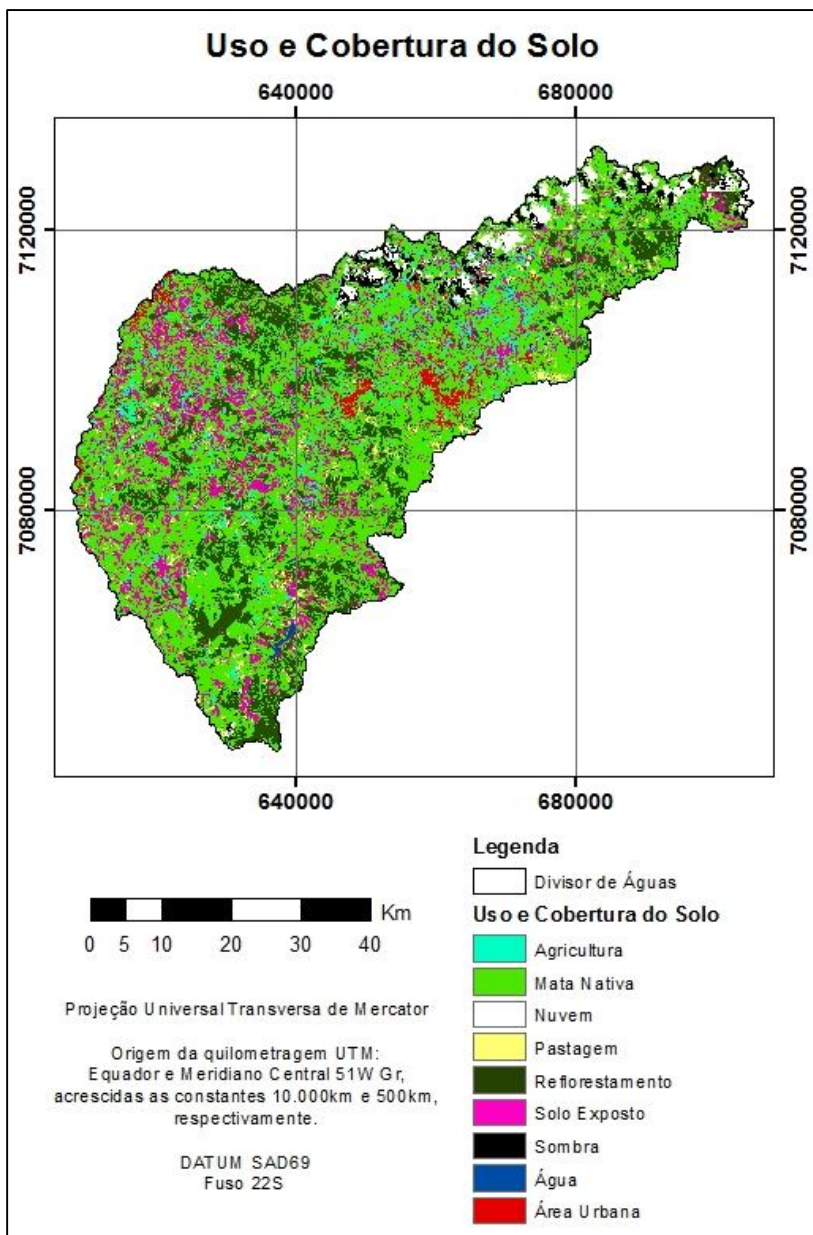 Uso e Cobertura do Solo
640000
680000
7120000
7120000
7080000
7080000
640000
680000
Legenda
Divisor de Águas
Uso e Cobertura do Solo
Agricultura
Mata Nativa
Nuvem
Pastagem
Reflorestamento
Solo Exposto
Sombra
Água
Área Urbana
Km
0 5 10 20 30 40
Projeção Universal Transversa de Mercator
Origem da quilometragem UTM:
Equador e Meridiano Central 51W Gr,
acrescidas as constantes 10.000km e 500km,
respectivamente.
DATUM SAD69
Fuso 22S